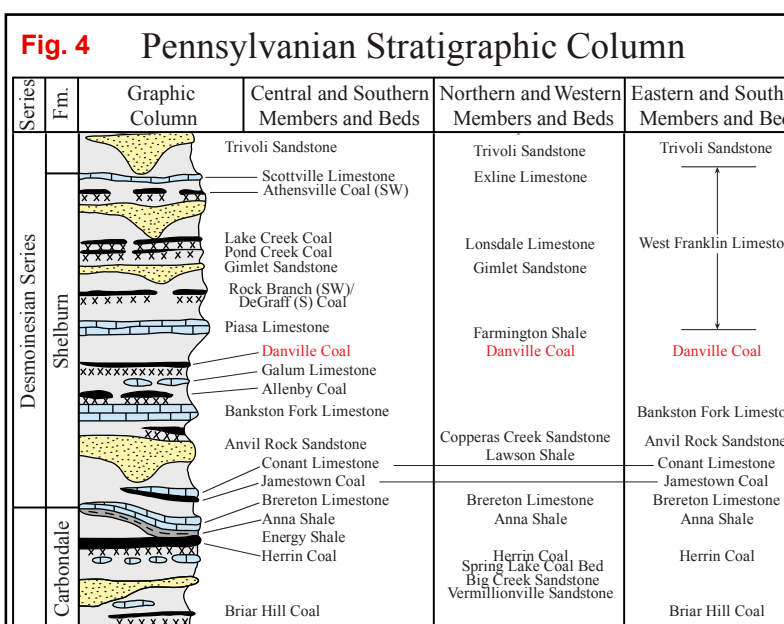 Fig. 4 Pennsylvanian Stratigraphic Column
Series
Fm.
Graphic
Column
Central and Southern
Members and Beds
Northern and Western
Members and Beds
Eastern and South
Members and Bed
Desmoinesian Series
Shelburn
Carbondale
Trivoli Sandstone
Scottville Limestone
Athensville Coal (SW)
Lake Creek Coal
Pond Creek Coal
Gimlet Sandstone
Rock Branch (SW)/
DeGraff (S) Coal
Piasa Limestone
Danville Coal
Galum Limestone
Allenby Coal
Bankston Fork Limestone
Anvil Rock Sandstone
Conant Limestone
Jamestown Coal
Brereton Limestone
Anna Shale
Energy Shale
Herrin Coal
Briar Hill Coal
Trivoli Sandstone
Exline Limestone
Lonsdale Limestone
Gimlet Sandstone
Farmington Shale
Danville Coal
Copperas Creek Sandstone
Lawson Shale
Brereton Limestone
Anna Shale
Herrin Coal
Spring Lake Coal Bed
Big Creek Sandstone
Vermillionville Sandstone
Trivoli Sandstone
West Franklin Limesto
Danville Coal
Bankston Fork Limesto
Anvil Rock Sandstone
Conant Limestone
Jamestown Coal
Brereton Limestone
Anna Shale
Herrin Coal
Briar Hill Coal